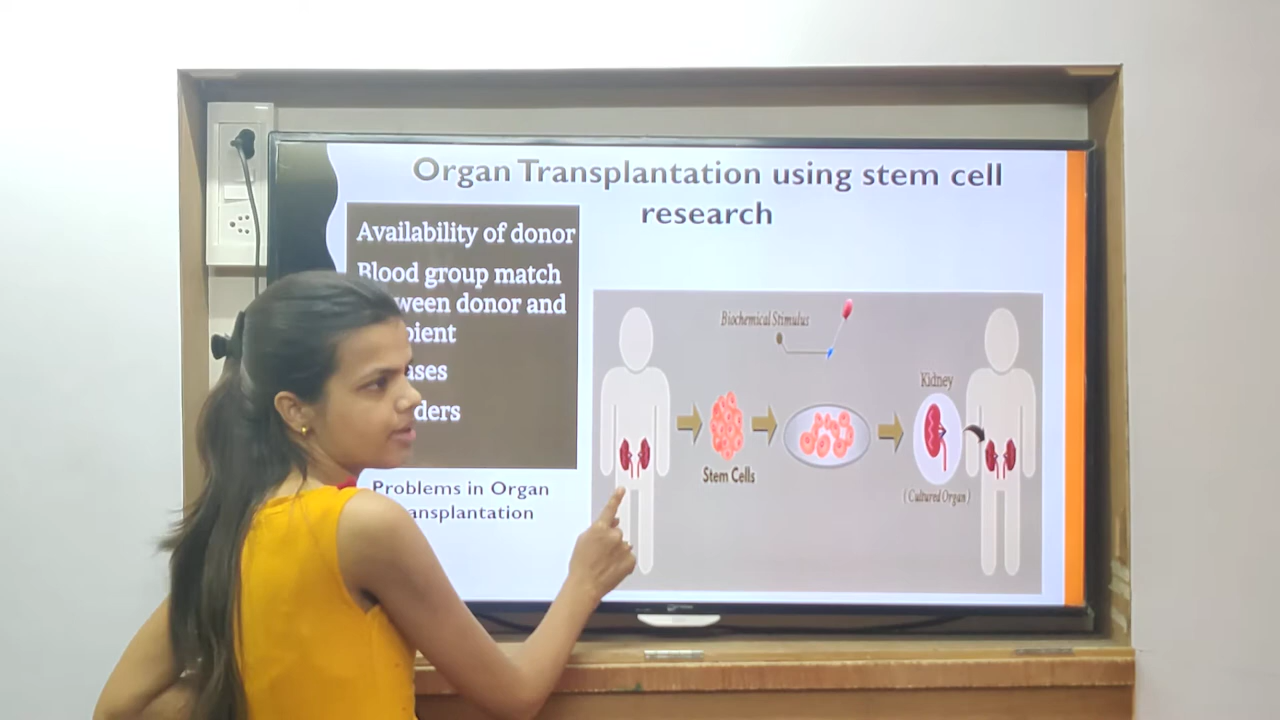 Organ Transplantation using stem cell
research
Availability of donor
Blood group match
donor and
Problems in Organ
Biochemical Stimulus
Stem Cells
Kidney
(Cultured Organ)